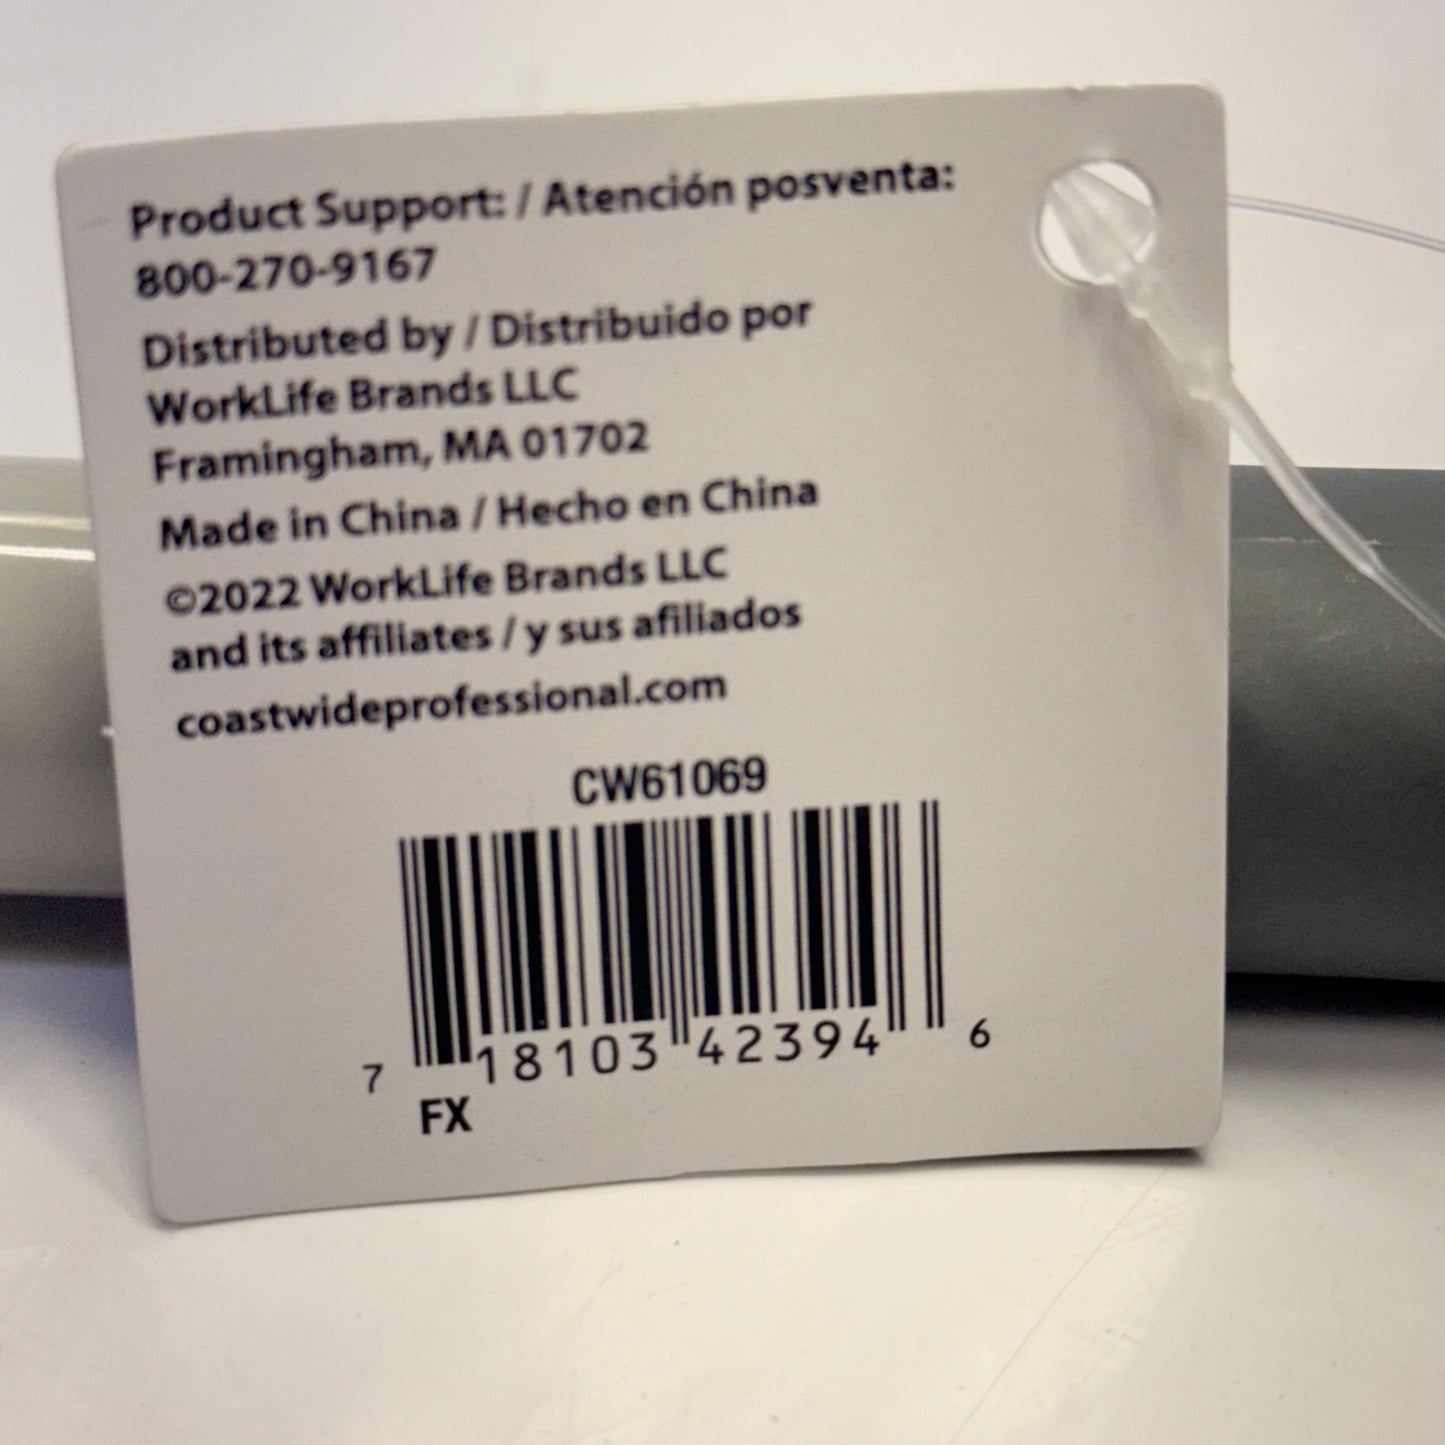 Product Support: / Atención posventa:
800-270-9167
Distributed by / Distribuido por
WorkLife Brands LLC
Framingham, MA 01702
Made in China / Hecho en China
©2022 WorkLife Brands LLC
and its affiliates / y sus afiliados
coastwideprofessional.com
CW61069
7 18103 42394 6
FX